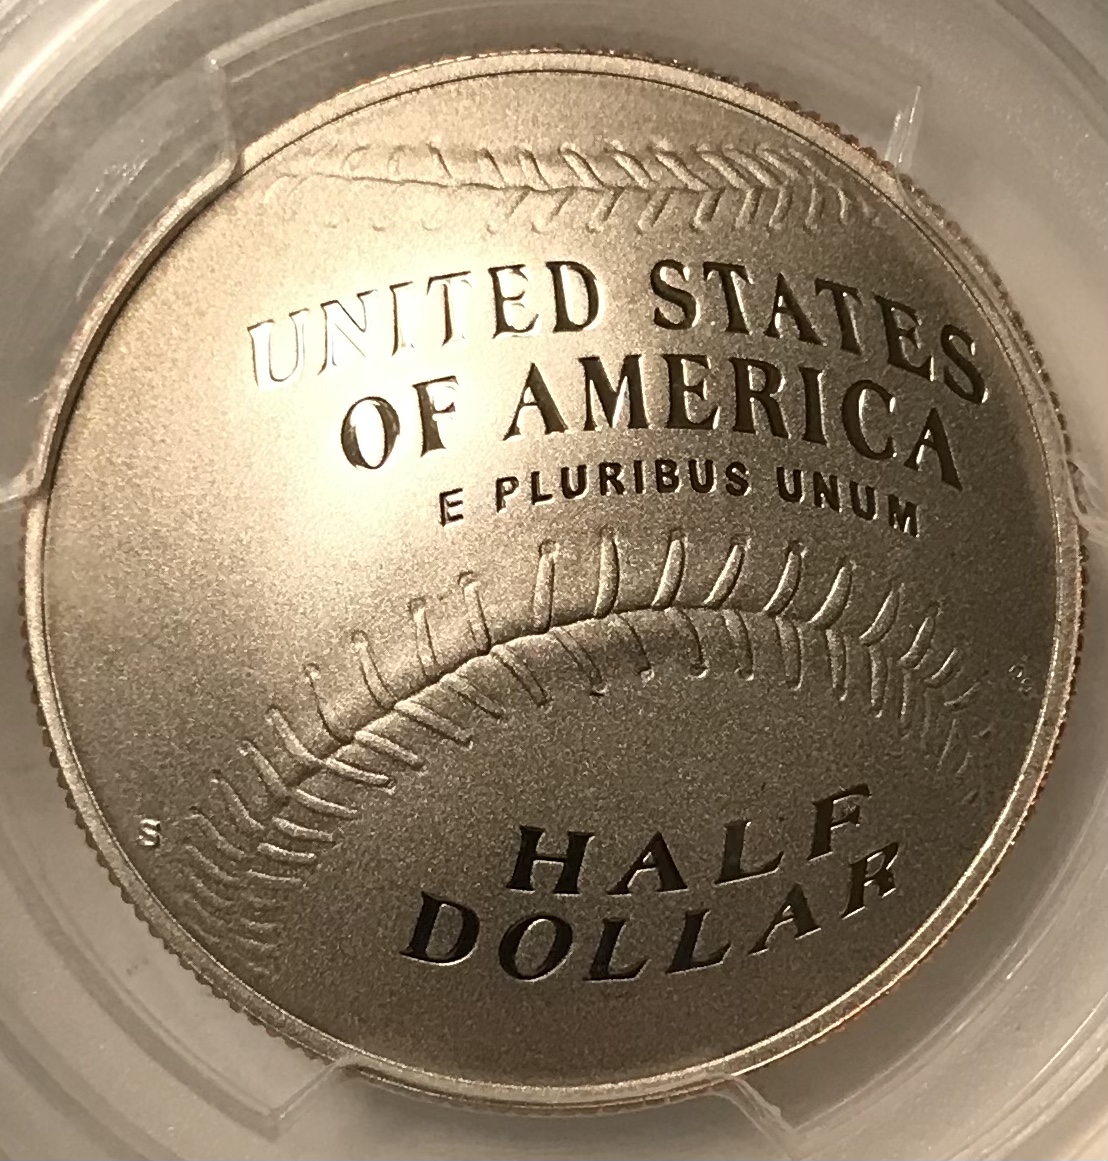 UNITED STATES
OF AMERICA
E PLURIBUS UNUM
S
HALF
DOLLAR